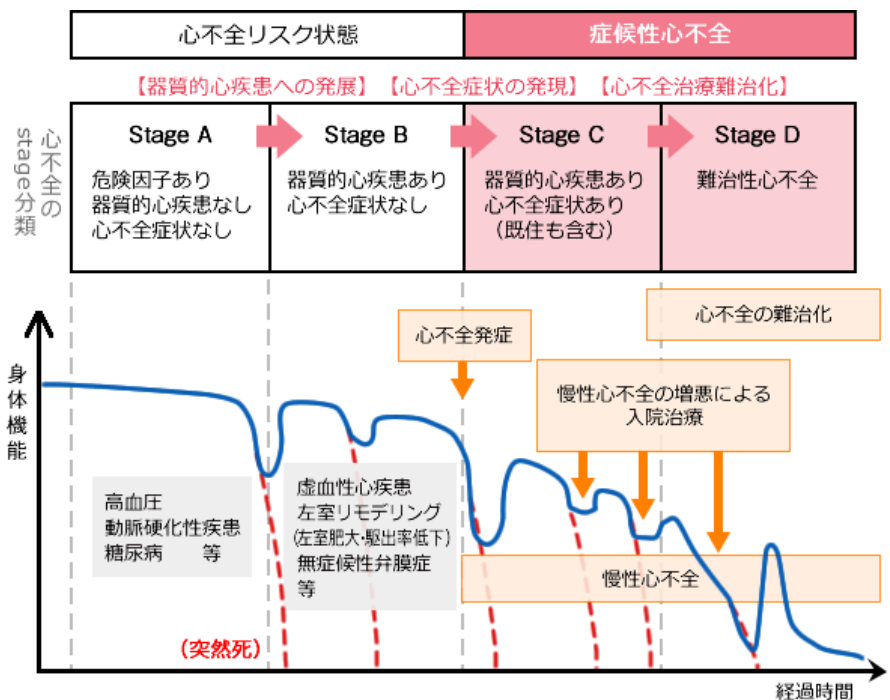 心不全リスク状態
症候性心不全
【器質的心疾患への発展】【心不全症状の発現】【心不全治療難治化】
心不全の
stage分類
Stage A
危険因子あり
器質的心疾患なし
心不全症状なし
Stage B
器質的心疾患あり
心不全症状なし
Stage C
器質的心疾患あり
心不全症状あり
（既住も含む）
Stage D
難治性心不全
身体機能
心不全発症
心不全の難治化
慢性心不全の増悪による
入院治療
高血圧
動脈硬化性疾患
糖尿病　等
虚血性心疾患
左室リモデリング
(左室肥大・駆出率低下)
無症候性弁膜症
等
慢性心不全
（突然死）
経過時間